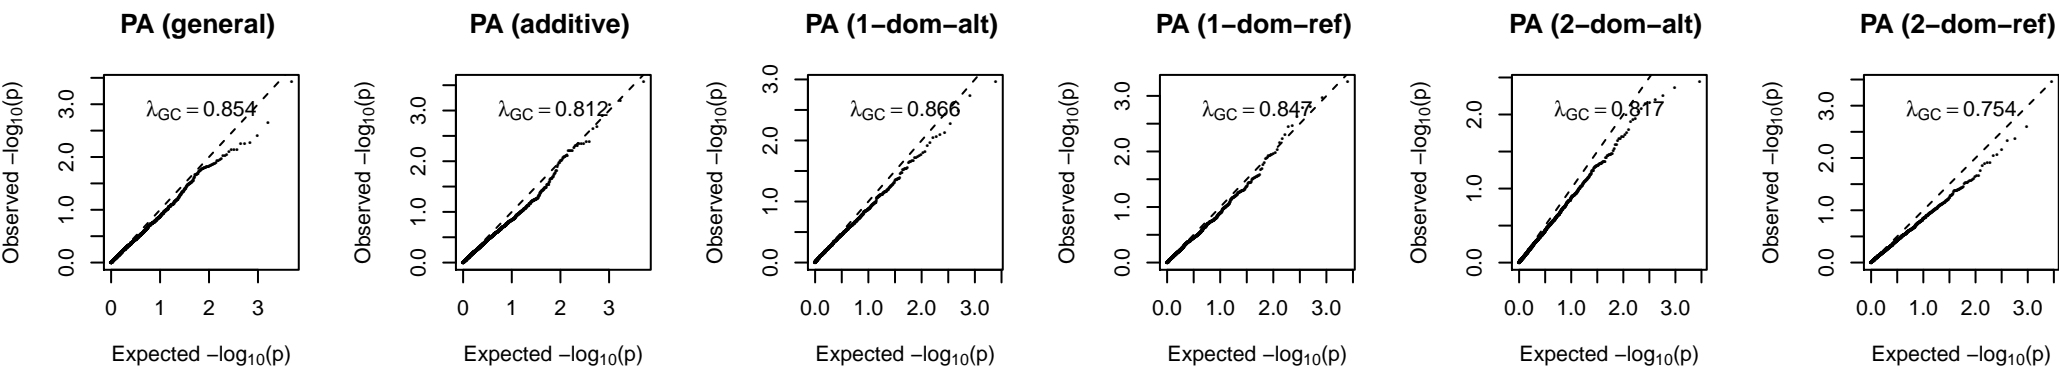 PA (general)
Observed −log10(p)
0.0 1.0 2.0 3.0
λGC = 0.854
0 1 2 3
Expected −log10(p)
PA (additive)
Observed −log10(p)
0.0 1.0 2.0 3.0
λGC = 0.812
0 1 2 3
Expected −log10(p)
PA (1−dom−alt)
Observed −log10(p)
0.0 1.0 2.0 3.0
λGC = 0.866
0.0 1.0 2.0 3.0
Expected −log10(p)
PA (1−dom−ref)
Observed −log10(p)
0.0 1.0 2.0 3.0
λGC = 0.847
0.0 1.0 2.0 3.0
Expected −log10(p)
PA (2−dom−alt)
Observed −log10(p)
0.0 1.0 2.0
λGC = 0.817
0.0 1.0 2.0 3.0
Expected −log10(p)
PA (2−dom−ref)
Observed −log10(p)
0.0 1.0 2.0 3.0
λGC = 0.754
0.0 1.0 2.0 3.0
Expected −log10(p)